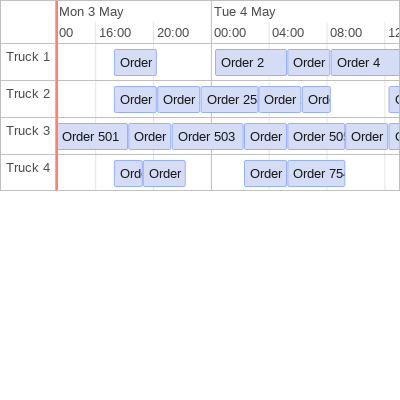 Mon 3 May Tue 4 May
00 16:00 20:00 00:00 04:00 08:00 12
Truck 1 Order Order 2 Order Order 4
Truck 2 Order Order Order 25 Order Ord
Truck 3 Order 501 Order Order 503 Order Order 505 Order
Truck 4 Ord Order Order Order 754